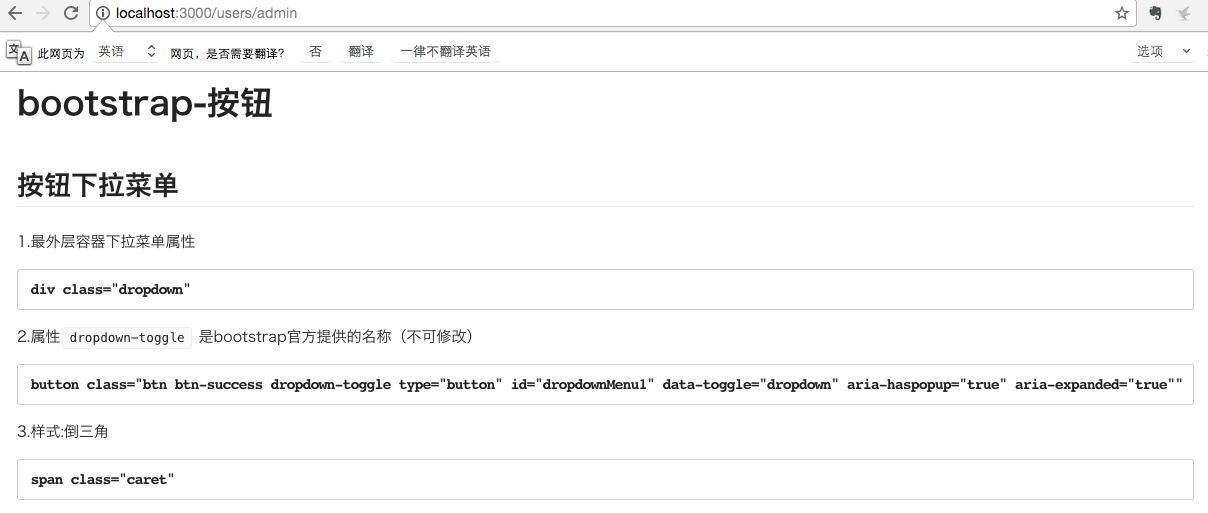 localhost:3000/users/admin
此网页为 英语 网页，是否需要翻译? 否 翻译 一律不翻译英语 选项
bootstrap-按钮
按钮下拉菜单
1.最外层容器下拉菜单属性
div class="dropdown"
2.属性 dropdown-toggle 是bootstrap官方提供的名称（不可修改）
button class="btn btn-success dropdown-toggle type="button" id="dropdownMenu1" data-toggle="dropdown" aria-haspopup="true" aria-expanded="true""
3.样式:倒三角
span class="caret"